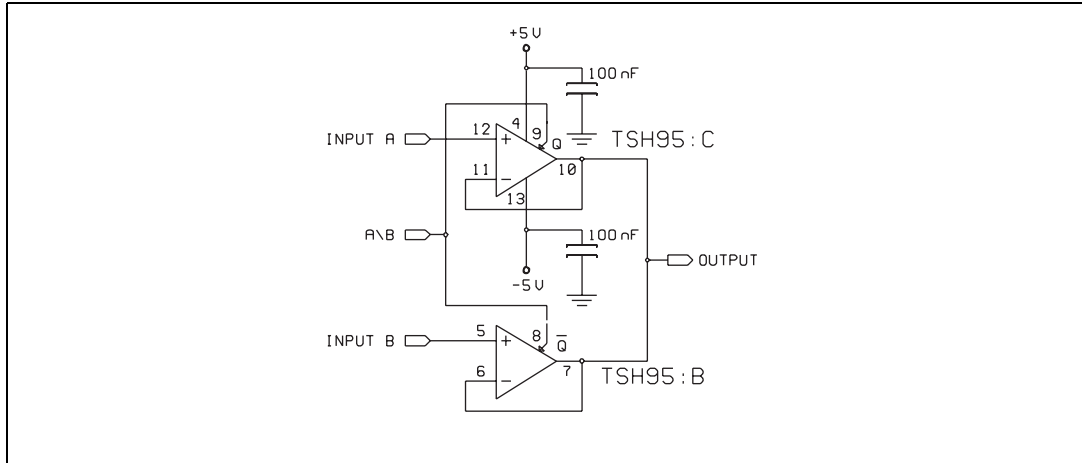 +5V
100nF
4
9
Q
TSH95:C
INPUT A
12
+
11
−
10
13
A\B
100nF
OUTPUT
-5V
INPUT B
5
+
8
Q̅
6
−
7
TSH95:B